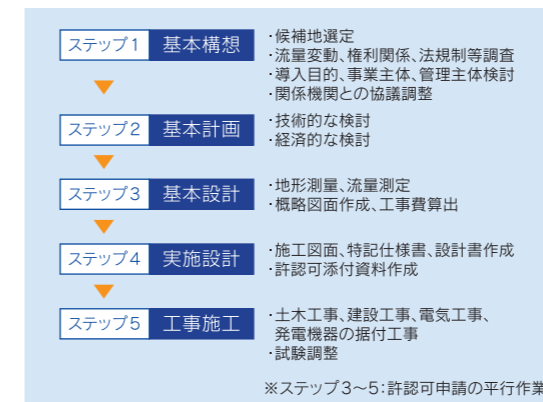 ステップ1 基本構想
・候補地選定
・流量変動、権利関係、法規制等調査
・導入目的、事業主体、管理主体検討
・関係機関との協議調整
ステップ2 基本計画
・技術的な検討
・経済的な検討
ステップ3 基本設計
・地形測量、流量測定
・概略図面作成、工事費算出
ステップ4 実施設計
・施工図面、特記仕様書、設計書作成
・許認可添付資料作成
ステップ5 工事施工
・土木工事、建設工事、電気工事、
発電機器の据付工事
・試験調整
※ステップ3〜5：許認可申請の平行作業